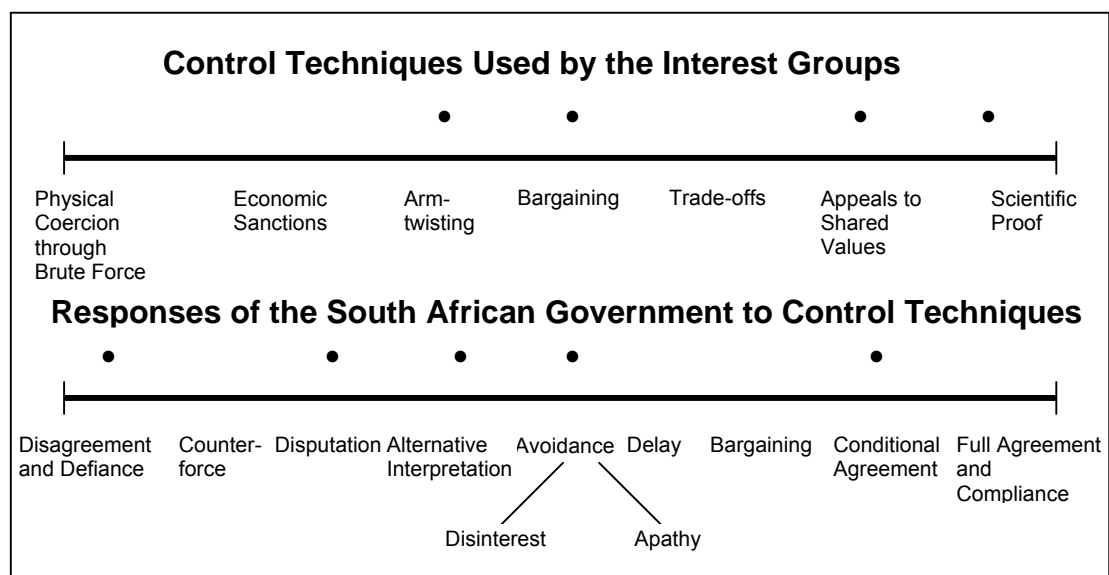 Control Techniques Used by the Interest Groups
Physical
Coercion
through
Brute Force
Economic
Sanctions
Arm-
twisting
Bargaining
Trade-offs
Appeals to
Shared
Values
Scientific
Proof
Responses of the South African Government to Control Techniques
Disagreement
and Defiance
Counter-
force
Disputation
Alternative
Interpretation
Avoidance
Delay
Bargaining
Conditional
Agreement
Full Agreement
and
Compliance
Disinterest
Apathy